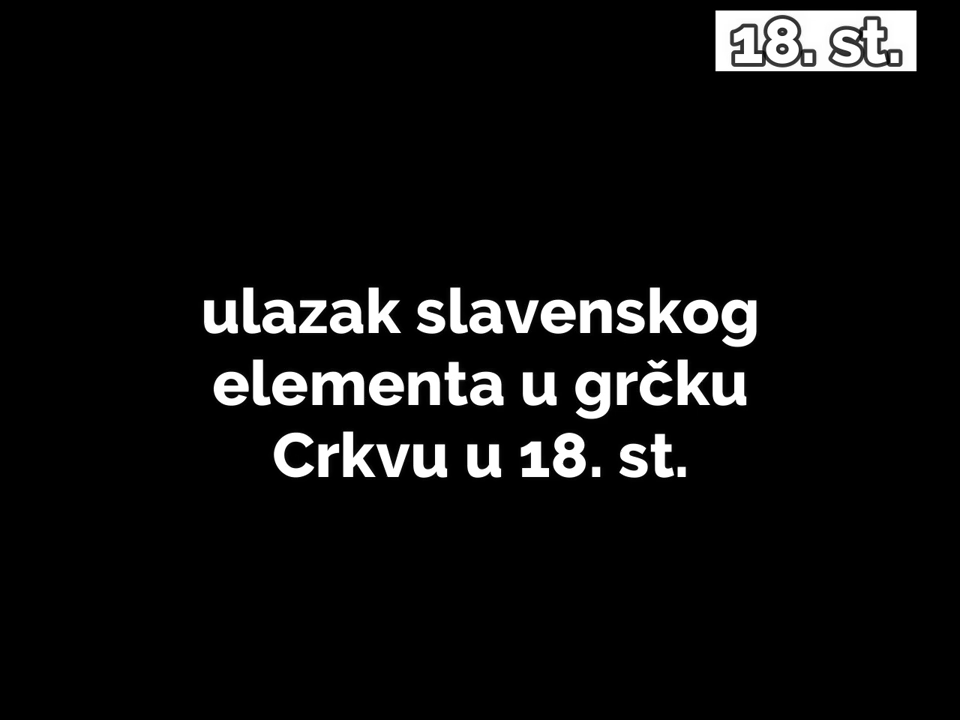 18. st.
ulazak slavenskog
elementa u grčku
Crkvu u 18. st.